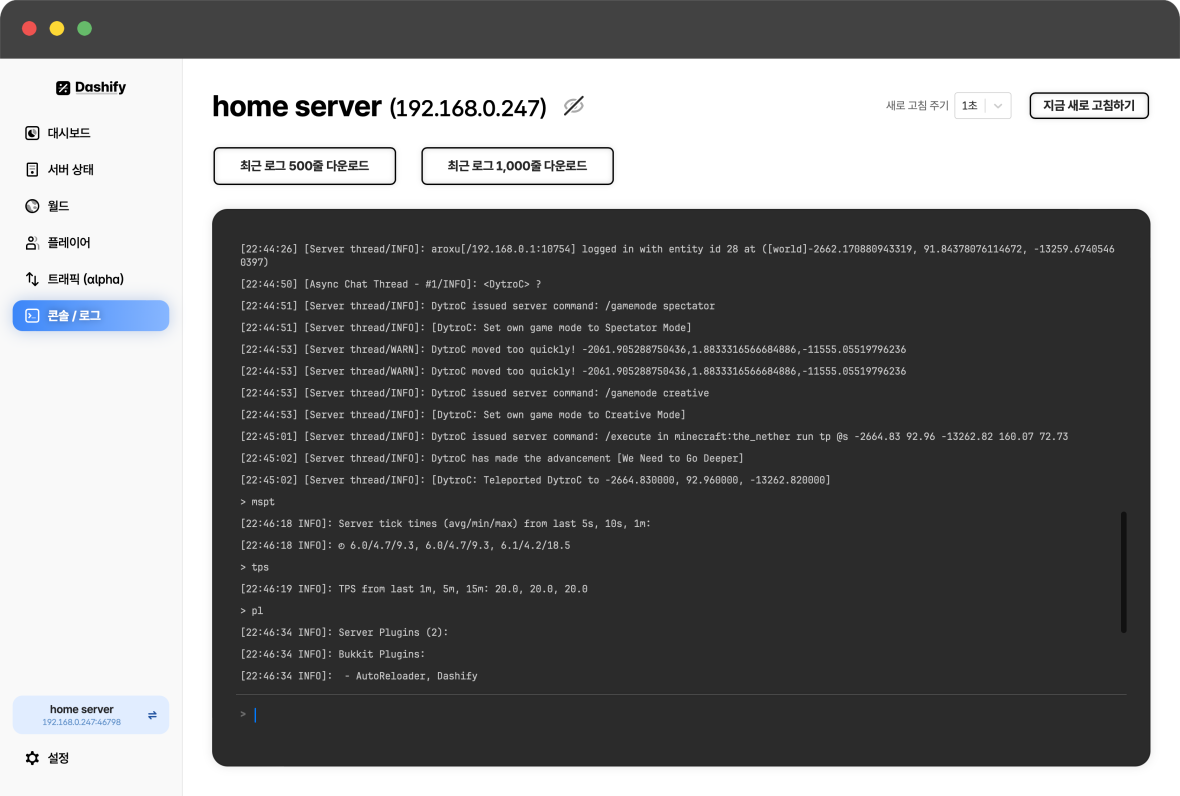 Dashify
대시보드
서버 상태
월드
플레이어
트래픽 (alpha)
콘솔 / 로그
home server
192.168.0.247:46798
설정
home server (192.168.0.247)
새로 고침 주기
1초
지금 새로 고침하기
최근 로그 500줄 다운로드
최근 로그 1,000줄 다운로드
[22:44:26] [Server thread/INFO]: aroxu[/192.168.0.1:10754] logged in with entity id 28 at ([world]-2662.170880943319, 91.84378076114672, -13259.6740546
0397)
[22:44:50] [Async Chat Thread - #1/INFO]: <DytroC> ?
[22:44:51] [Server thread/INFO]: DytroC issued server command: /gamemode spectator
[22:44:51] [Server thread/INFO]: [DytroC: Set own game mode to Spectator Mode]
[22:44:53] [Server thread/WARN]: DytroC moved too quickly! -2061.905288750436,1.8833316566684886,-11555.05519796236
[22:44:53] [Server thread/WARN]: DytroC moved too quickly! -2061.905288750436,1.8833316566684886,-11555.05519796236
[22:44:53] [Server thread/INFO]: DytroC issued server command: /gamemode creative
[22:44:53] [Server thread/INFO]: [DytroC: Set own game mode to Creative Mode]
[22:45:01] [Server thread/INFO]: DytroC issued server command: /execute in minecraft:the_nether run tp @s -2664.83 92.96 -13262.82 160.07 72.73
[22:45:02] [Server thread/INFO]: DytroC has made the advancement [We Need to Go Deeper]
[22:45:02] [Server thread/INFO]: [DytroC: Teleported DytroC to -2664.830000, 92.960000, -13262.820000]
> mspt
[22:46:18 INFO]: Server tick times (avg/min/max) from last 5s, 10s, 1m:
[22:46:18 INFO]: ◴ 6.0/4.7/9.3, 6.0/4.7/9.3, 6.1/4.2/18.5
> tps
[22:46:19 INFO]: TPS from last 1m, 5m, 15m: 20.0, 20.0, 20.0
> pl
[22:46:34 INFO]: Server Plugins (2):
[22:46:34 INFO]: Bukkit Plugins:
[22:46:34 INFO]:  - AutoReloader, Dashify
>